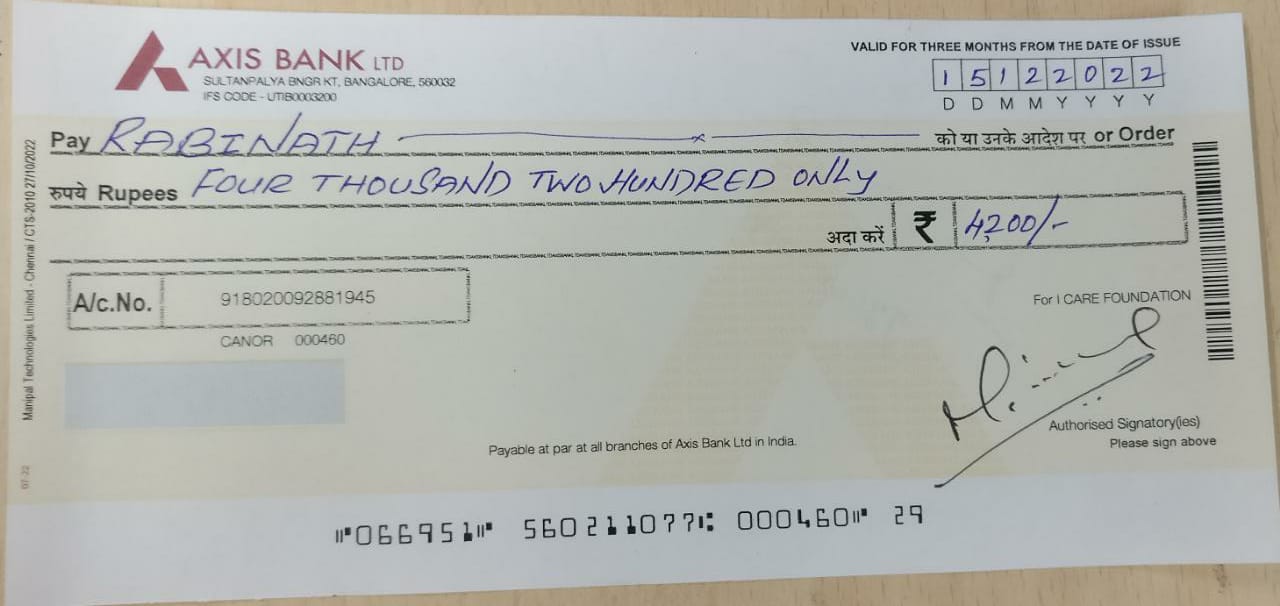 AXIS BANK LTD
SULTANPALYA BNGR KT, BANGALORE, 560032
IFS CODE - UTIB0003200
VALID FOR THREE MONTHS FROM THE DATE OF ISSUE
1 5 1 2 2 0 2 2
D D M M Y Y Y Y
Pay RABINATH को या उनके आदेश पर or Order
रुपये Rupees FOUR THOUSAND TWO HUNDRED ONLY
अदा करें ₹ 4,200/-
A/c.No. 918020092881945
CANOR 000460
For I CARE FOUNDATION
Authorised Signatory(ies)
Please sign above
Payable at par at all branches of Axis Bank Ltd in India.
⑈066951⑈ 560211077⑆ 000460⑈ 29
Manipal Technologies Limited - Chennai / CTS-2010 27/10/2022
07-22